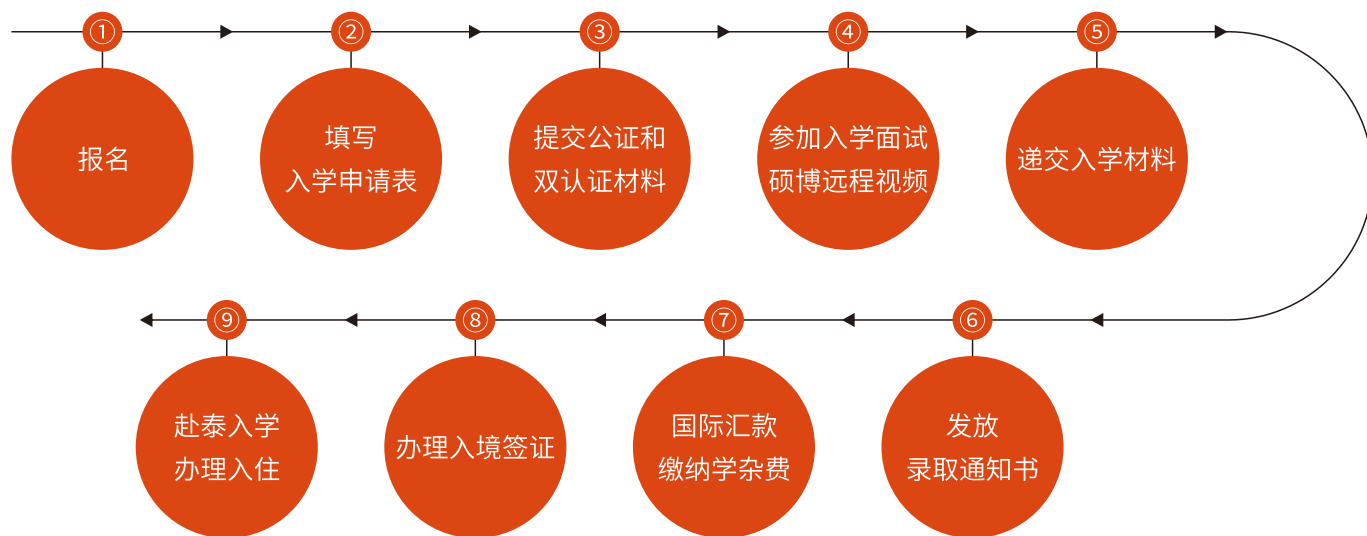 ①
报名
②
填写
入学申请表
③
提交公证和
双认证材料
④
参加入学面试
硕博远程视频
⑤
递交入学材料
⑥
发放
录取通知书
⑦
国际汇款
缴纳学杂费
⑧
办理入境签证
⑨
赴泰入学
办理入住